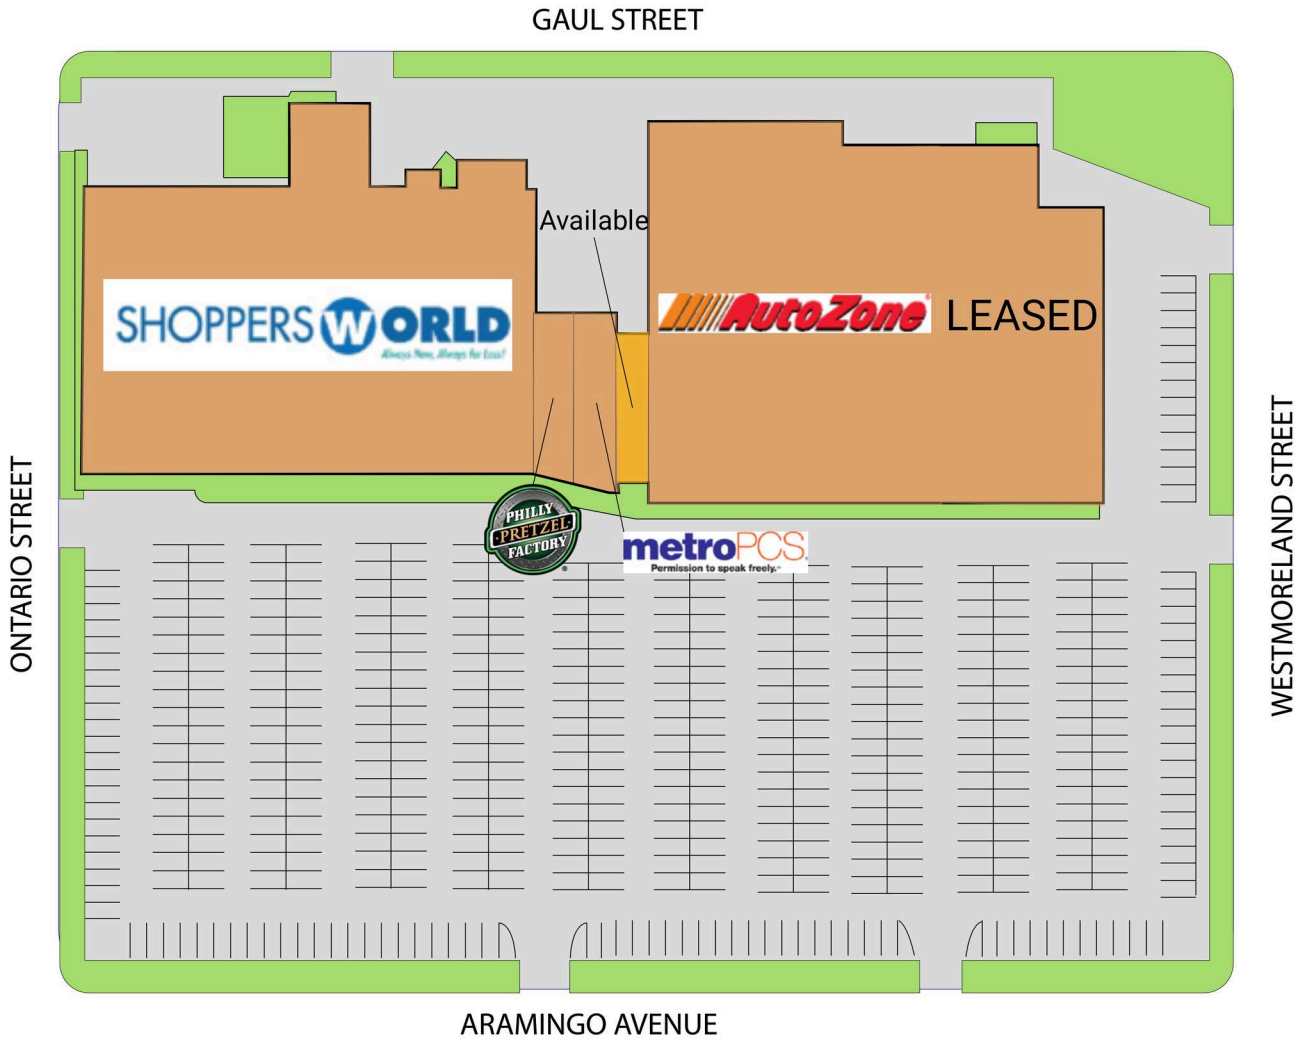 GAUL STREET
Available
SHOPPERS WORLD
Always New, Always for Less!
AutoZone
LEASED
ONTARIO STREET
WESTMORELAND STREET
PHILLY
PRETZEL
FACTORY
metroPCS.
Permission to speak freely.
ARAMINGO AVENUE